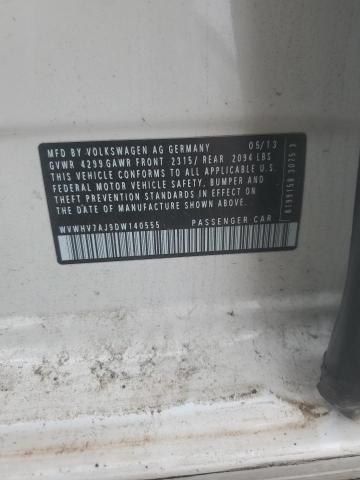 MFD BY VOLKSWAGEN AG GERMANY 05/13
GVWR 4299 GAWR FRONT 2315/ REAR 2094 LBS
THIS VEHICLE CONFORMS TO ALL APPLICABLE U.S.
FEDERAL MOTOR VEHICLE SAFETY, BUMPER AND
THEFT PREVENTION STANDARDS IN EFFECT ON
THE DATE OF MANUFACTURE SHOWN ABOVE
WVWHV7AJ9DW140555 PASSENGER CAR